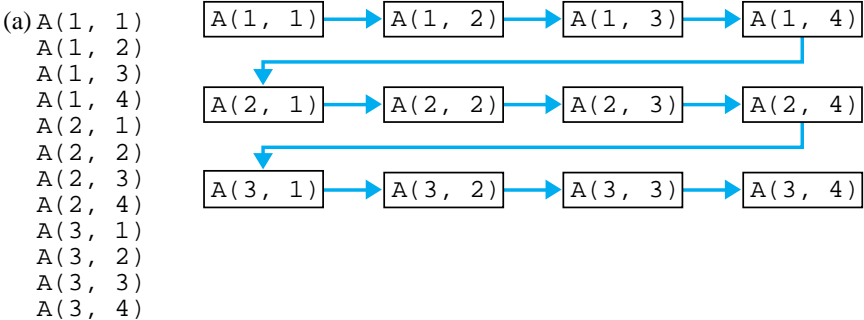 (a) A(1, 1)
A(1, 2)
A(1, 3)
A(1, 4)
A(2, 1)
A(2, 2)
A(2, 3)
A(2, 4)
A(3, 1)
A(3, 2)
A(3, 3)
A(3, 4)
A(1, 1) A(1, 2) A(1, 3) A(1, 4)
A(2, 1) A(2, 2) A(2, 3) A(2, 4)
A(3, 1) A(3, 2) A(3, 3) A(3, 4)